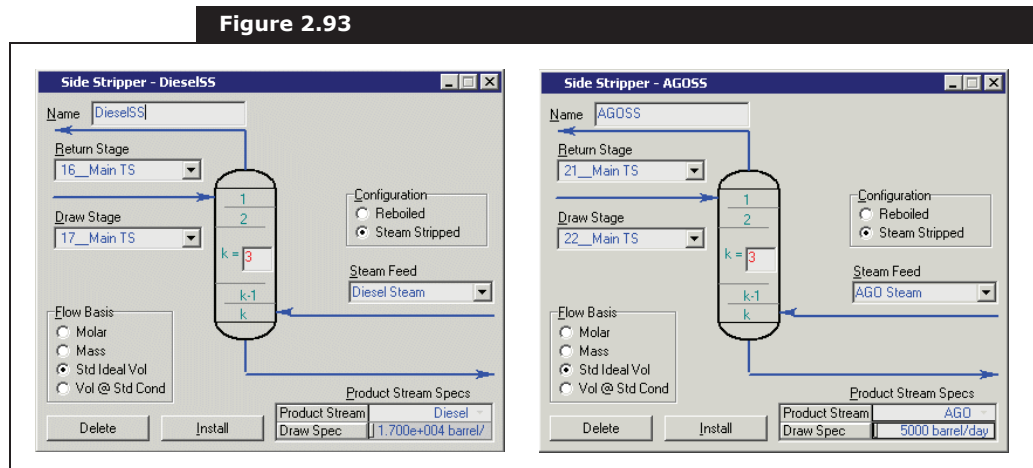 Figure 2.93
Side Stripper - DieselSS
Name DieselSS
Return Stage
16__Main TS
1
2
Draw Stage
17__Main TS
k = 3
k-1
k
Configuration
Reboiled
Steam Stripped
Steam Feed
Diesel Steam
Flow Basis
Molar
Mass
Std Ideal Vol
Vol @ Std Cond
Product Stream Specs
Product Stream Diesel
Draw Spec 1.700e+004 barrel/
Delete
Install
Side Stripper - AGOSS
Name AGOSS
Return Stage
21__Main TS
1
2
Draw Stage
22__Main TS
k = 3
k-1
k
Configuration
Reboiled
Steam Stripped
Steam Feed
AGO Steam
Flow Basis
Molar
Mass
Std Ideal Vol
Vol @ Std Cond
Product Stream Specs
Product Stream AGO
Draw Spec 5000 barrel/day
Delete
Install